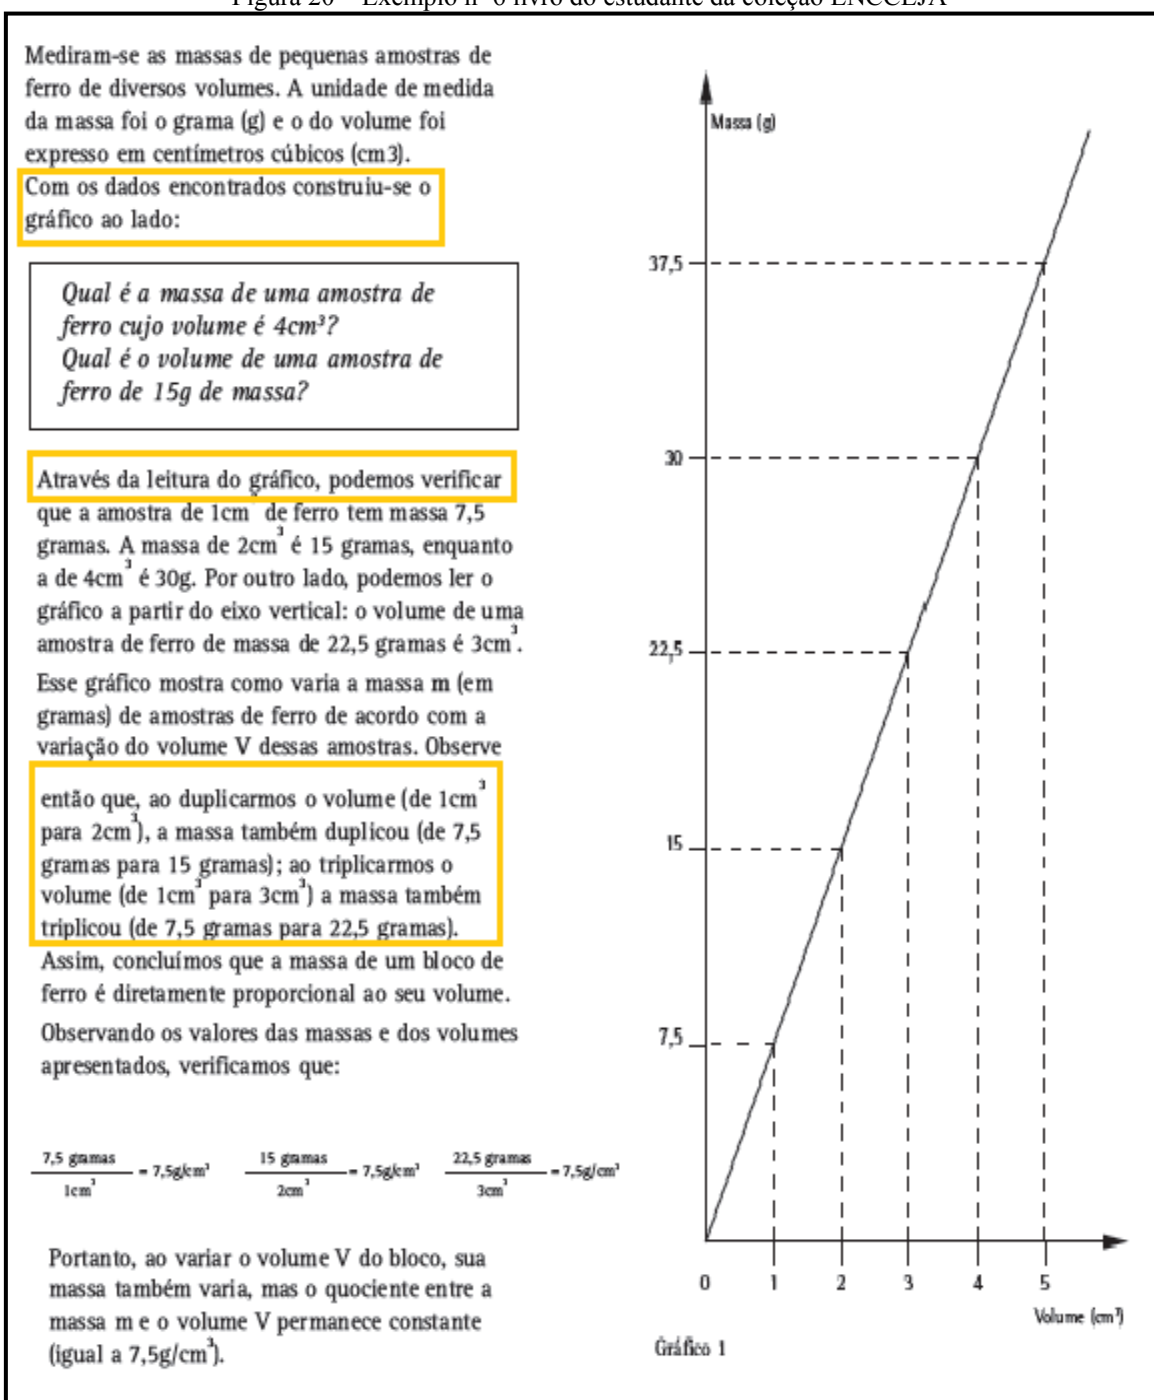 Figura 20 – Exemplo nº 6 livro do estudante da coleção ENCCEJA
Mediram-se as massas de pequenas amostras de
ferro de diversos volumes. A unidade de medida
da massa foi o grama (g) e o do volume foi
expresso em centímetros cúbicos (cm3).
Com os dados encontrados construiu-se o
gráfico ao lado:
Qual é a massa de uma amostra de
ferro cujo volume é 4cm³?
Qual é o volume de uma amostra de
ferro de 15g de massa?
Através da leitura do gráfico, podemos verificar
que a amostra de 1cm³ de ferro tem massa 7,5
gramas. A massa de 2cm³ é 15 gramas, enquanto
a de 4cm³ é 30g. Por outro lado, podemos ler o
gráfico a partir do eixo vertical: o volume de uma
amostra de ferro de massa de 22,5 gramas é 3cm³.
Esse gráfico mostra como varia a massa m (em
gramas) de amostras de ferro de acordo com a
variação do volume V dessas amostras. Observe
então que, ao duplicarmos o volume (de 1cm³
para 2cm³), a massa também duplicou (de 7,5
gramas para 15 gramas); ao triplicarmos o
volume (de 1cm³ para 3cm³) a massa também
triplicou (de 7,5 gramas para 22,5 gramas).
Assim, concluímos que a massa de um bloco de
ferro é diretamente proporcional ao seu volume.
Observando os valores das massas e dos volumes
apresentados, verificamos que:
7,5 gramas / 1cm³ = 7,5g/cm³ 15 gramas / 2cm³ = 7,5g/cm³ 22,5 gramas / 3cm³ = 7,5g/cm³
Portanto, ao variar o volume V do bloco, sua
massa também varia, mas o quociente entre a
massa m e o volume V permanece constante
(igual a 7,5g/cm³).
Massa (g)
37,5
30
22,5
15
7,5
0 1 2 3 4 5
Volume (cm³)
Gráfico 1